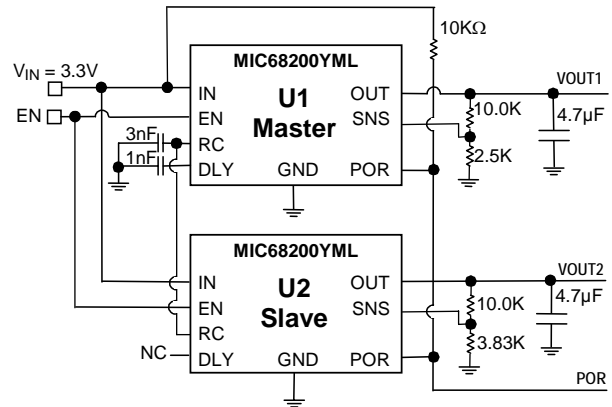 10KΩ
VIN = 3.3V
EN
MIC68200YML
U1
Master
IN
EN
RC
DLY
GND
OUT
SNS
POR
3nF
1nF
VOUT1
10.0K
2.5K
4.7µF
MIC68200YML
U2
Slave
IN
EN
RC
DLY
GND
OUT
SNS
POR
NC
VOUT2
10.0K
3.83K
4.7µF
POR